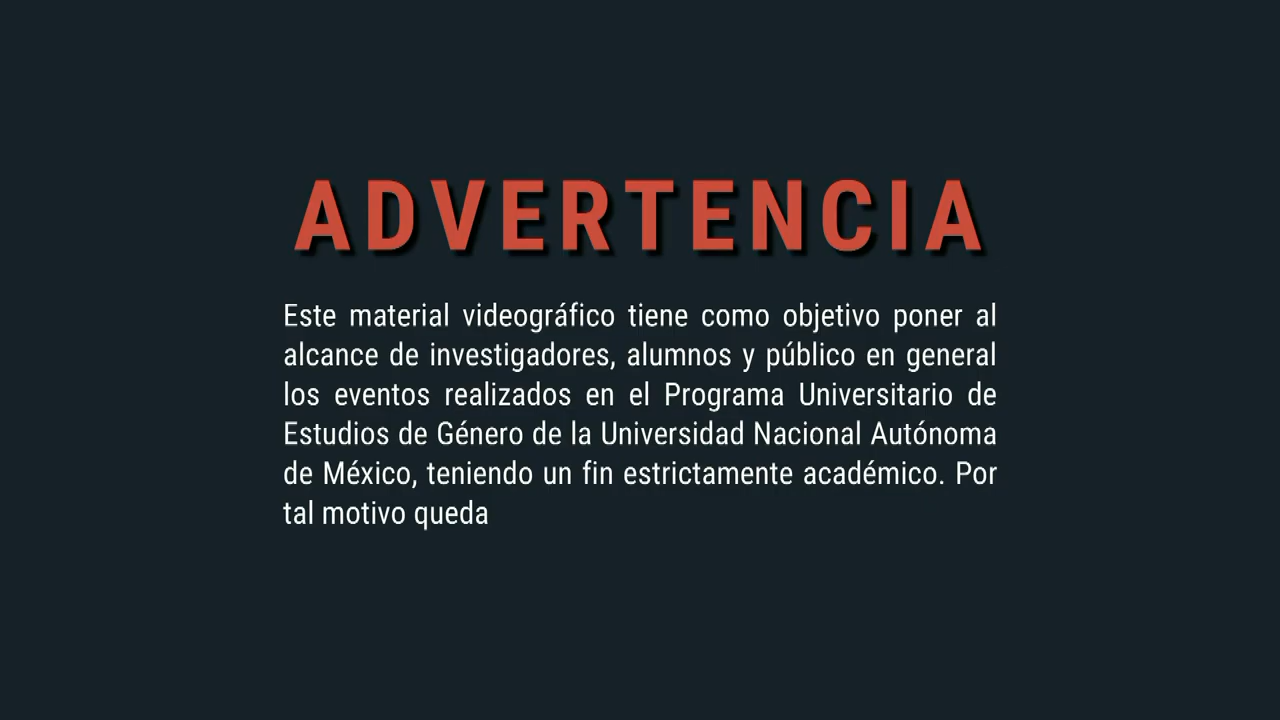 ADVERTENCIA
Este material videográfico tiene como objetivo poner al
alcance de investigadores, alumnos y público en general
los eventos realizados en el Programa Universitario de
Estudios de Género de la Universidad Nacional Autónoma
de México, teniendo un fin estrictamente académico. Por
tal motivo queda